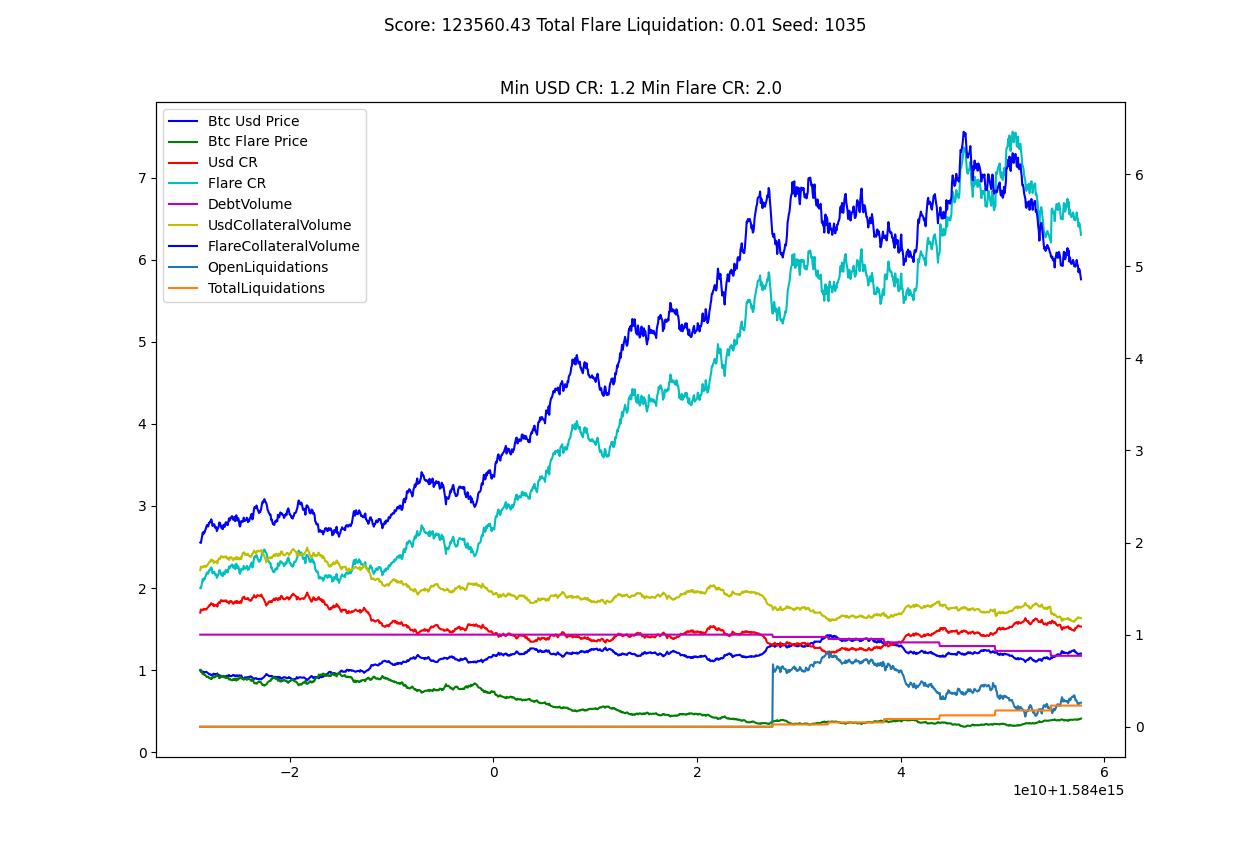 Score: 123560.43 Total Flare Liquidation: 0.01 Seed: 1035
Min USD CR: 1.2 Min Flare CR: 2.0
Btc Usd Price
Btc Flare Price
Usd CR
Flare CR
DebtVolume
UsdCollateralVolume
FlareCollateralVolume
OpenLiquidations
TotalLiquidations
7
6
5
4
3
2
1
0
6
5
4
3
2
1
0
−2
0
2
4
6
1e10+1.584e15